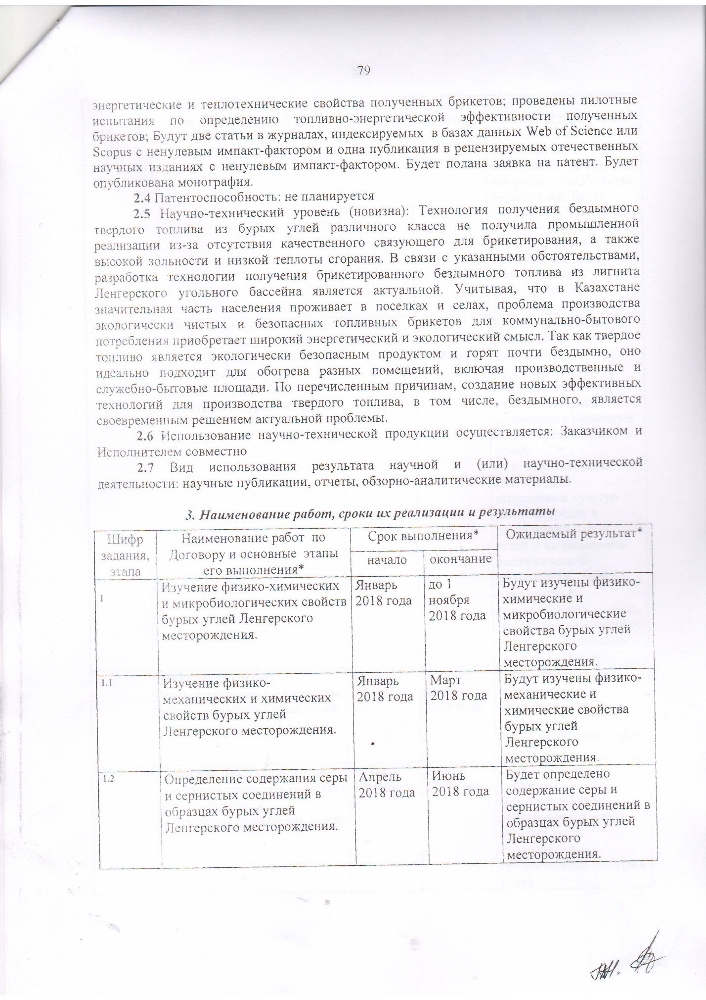 79
энергетические и теплотехнические свойства полученных брикетов; проведены пилотные
испытания по определению топливно-энергетической эффективности полученных
брикетов; Будут две статьи в журналах, индексируемых в базах данных Web of Science или
Scopus с ненулевым импакт-фактором и одна публикация в рецензируемых отечественных
научных изданиях с ненулевым импакт-фактором. Будет подана заявка на патент. Будет
опубликована монография.
2.4 Патентоспособность: не планируется
2.5 Научно-технический уровень (новизна): Технология получения бездымного
твердого топлива из бурых углей различного класса не получила промышленной
реализации из-за отсутствия качественного связующего для брикетирования, а также
высокой зольности и низкой теплоты сгорания. В связи с указанными обстоятельствами,
разработка технологии получения брикетированного бездымного топлива из лигнита
Ленгерского угольного бассейна является актуальной. Учитывая, что в Казахстане
значительная часть населения проживает в поселках и селах, проблема производства
экологически чистых и безопасных топливных брикетов для коммунально-бытового
потребления приобретает широкий энергетический и экологический смысл. Так как твердое
топливо является экологически безопасным продуктом и горят почти бездымно, оно
идеально подходит для обогрева разных помещений, включая производственные и
служебно-бытовые площади. По перечисленным причинам, создание новых эффективных
технологий для производства твердого топлива, в том числе, бездымного, является
своевременным решением актуальной проблемы.
2.6 Использование научно-технической продукции осуществляется: Заказчиком и
Исполнителем совместно
2.7 Вид использования результата научной и (или) научно-технической
деятельности: научные публикации, отчеты, обзорно-аналитические материалы.
3. Наименование работ, сроки их реализации и результаты
Шифр
задания,
этапа
Наименование работ по
Договору и основные этапы
его выполнения*
Срок выполнения*
начало
окончание
Ожидаемый результат*
1
Изучение физико-химических
и микробиологических свойств
бурых углей Ленгерского
месторождения.
Январь
2018 года
до 1
ноября
2018 года
Будут изучены физико-
химические и
микробиологические
свойства бурых углей
Ленгерского
месторождения.
1.1
Изучение физико-
механических и химических
свойств бурых углей
Ленгерского месторождения.
Январь
2018 года
Март
2018 года
Будут изучены физико-
механические и
химические свойства
бурых углей
Ленгерского
месторождения.
1.2
Определение содержания серы
и сернистых соединений в
образцах бурых углей
Ленгерского месторождения.
Апрель
2018 года
Июнь
2018 года
Будет определено
содержание серы и
сернистых соединений в
образцах бурых углей
Ленгерского
месторождения.